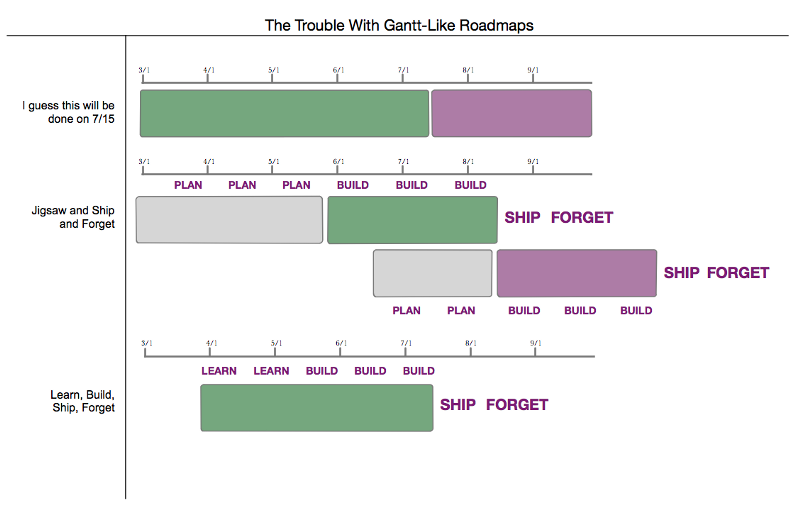 The Trouble With Gantt-Like Roadmaps
3/1 4/1 5/1 6/1 7/1 8/1 9/1
I guess this will be
done on 7/15
3/1 4/1 5/1 6/1 7/1 8/1 9/1
PLAN PLAN PLAN BUILD BUILD BUILD
Jigsaw and Ship
and Forget
SHIP FORGET
SHIP FORGET
PLAN PLAN BUILD BUILD BUILD
3/1 4/1 5/1 6/1 7/1 8/1 9/1
LEARN LEARN BUILD BUILD BUILD
Learn, Build,
Ship, Forget
SHIP FORGET